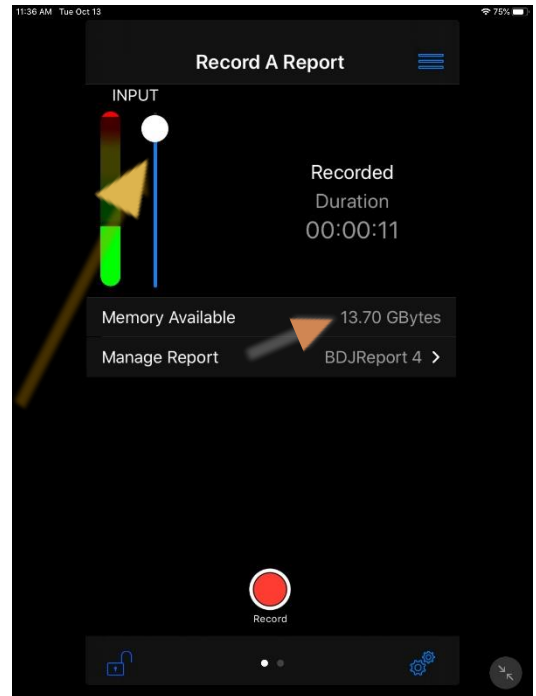 11:36 AM Tue Oct 13 75%
Record A Report
INPUT
Recorded
Duration
00:00:11
Memory Available 13.70 GBytes
Manage Report BDJReport 4 >
Record